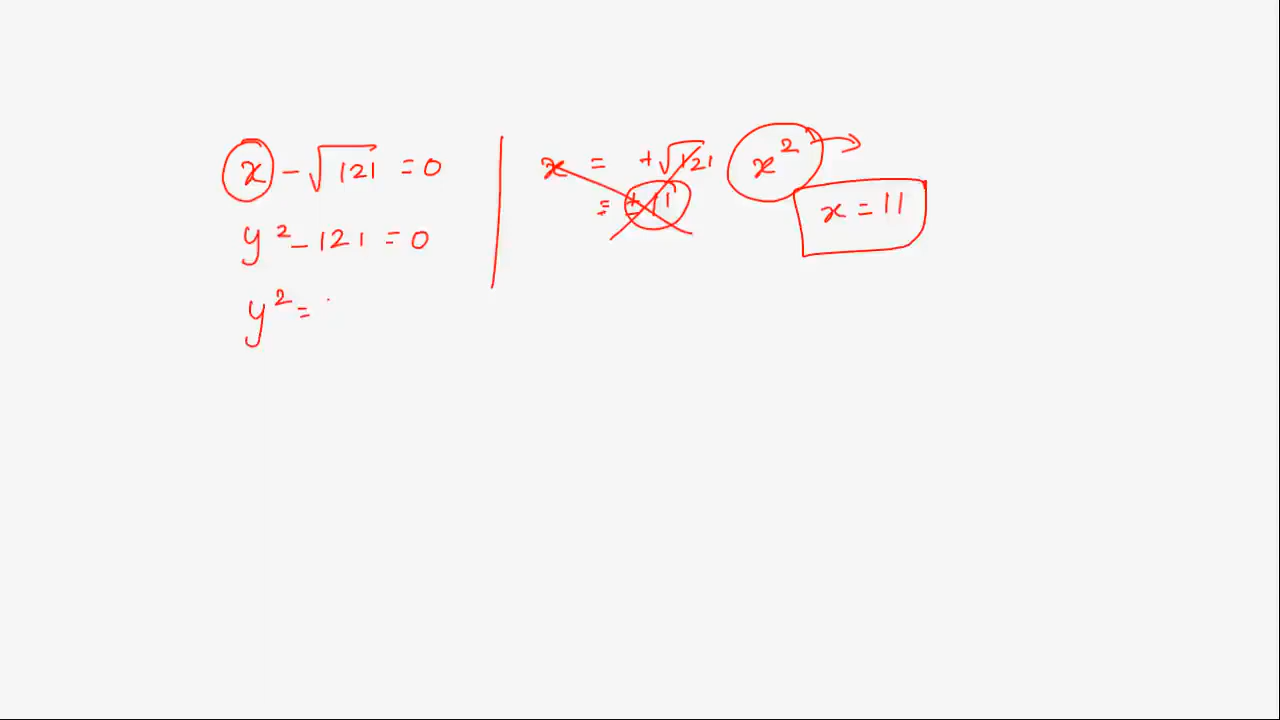 x - √121 = 0
y² - 121 = 0
y² =
x = +√121
= ±11
x²
x = 11